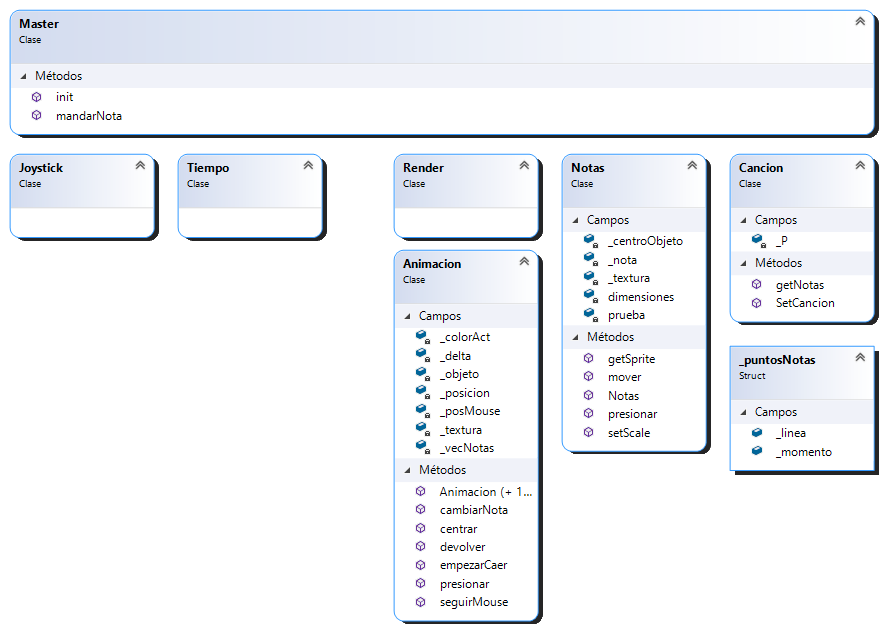 Master
Clase
Métodos
init
mandarNota
Joystick
Clase
Tiempo
Clase
Render
Clase
Animacion
Clase
Campos
_colorAct
_delta
_objeto
_posicion
_posMouse
_textura
_vecNotas
Métodos
Animacion (+ 1...
cambiarNota
centrar
devolver
empezarCaer
presionar
seguirMouse
Notas
Clase
Campos
_centroObjeto
_nota
_textura
dimensiones
prueba
Métodos
getSprite
mover
Notas
presionar
setScale
Cancion
Clase
Campos
_P
Métodos
getNotas
SetCancion
_puntosNotas
Struct
Campos
_linea
_momento